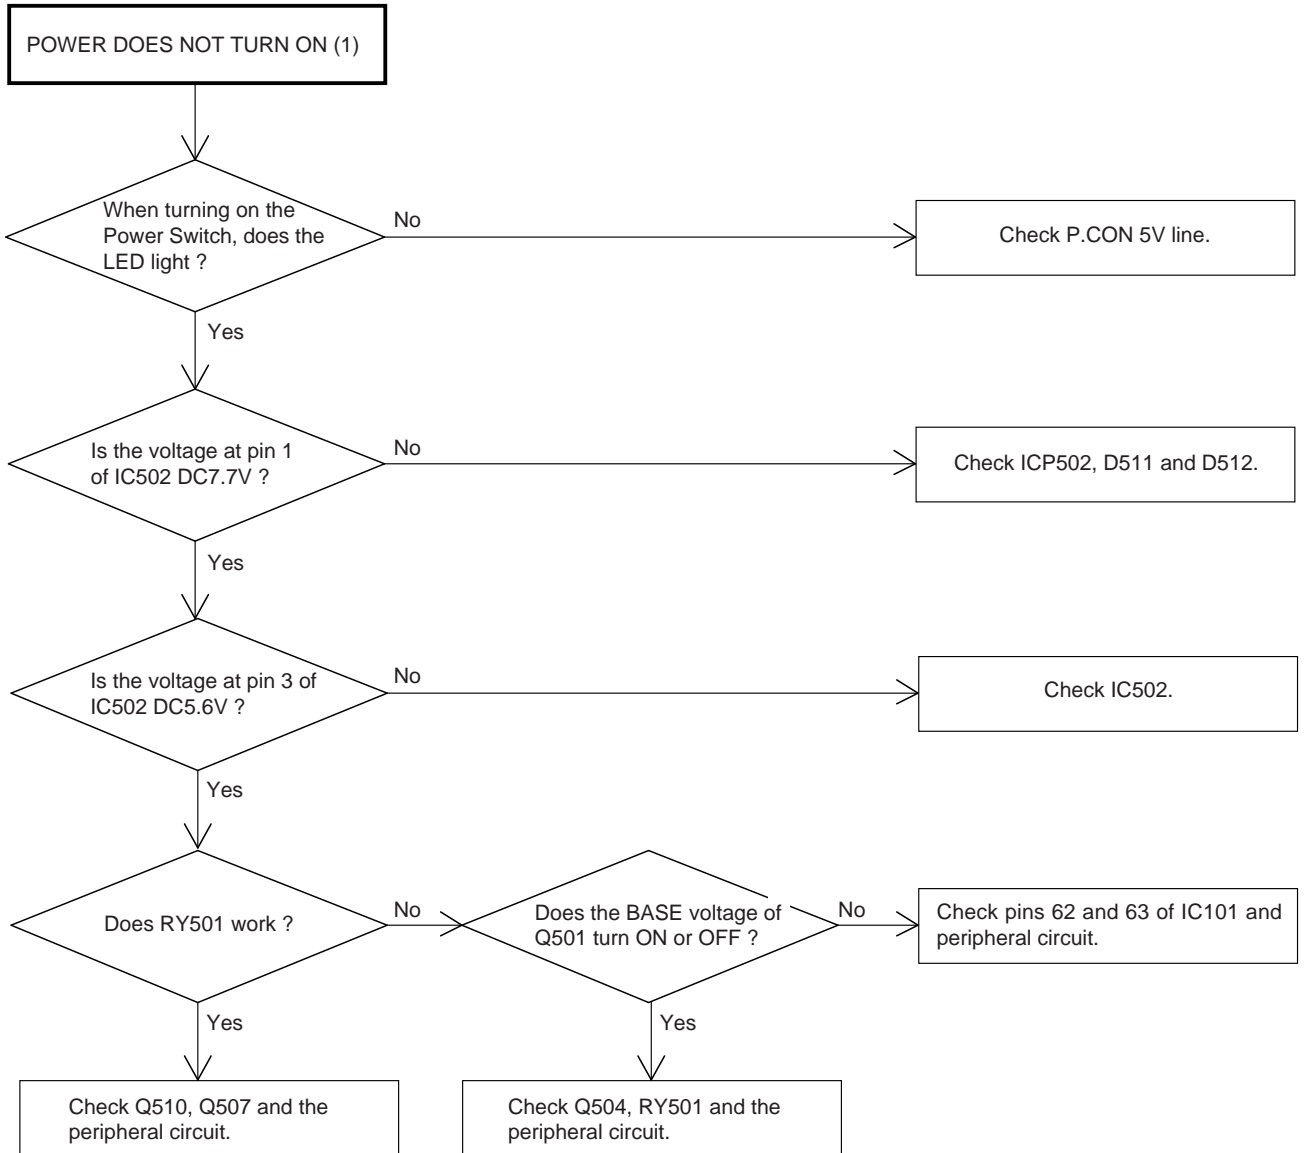 POWER DOES NOT TURN ON (1)
When turning on the
Power Switch, does the
LED light ?
No
Check P.CON 5V line.
Yes
Is the voltage at pin 1
of IC502 DC7.7V ?
No
Check ICP502, D511 and D512.
Yes
Is the voltage at pin 3 of
IC502 DC5.6V ?
No
Check IC502.
Yes
Does RY501 work ?
No
Does the BASE voltage of
Q501 turn ON or OFF ?
No
Check pins 62 and 63 of IC101 and
peripheral circuit.
Yes
Yes
Check Q510, Q507 and the
peripheral circuit.
Check Q504, RY501 and the
peripheral circuit.